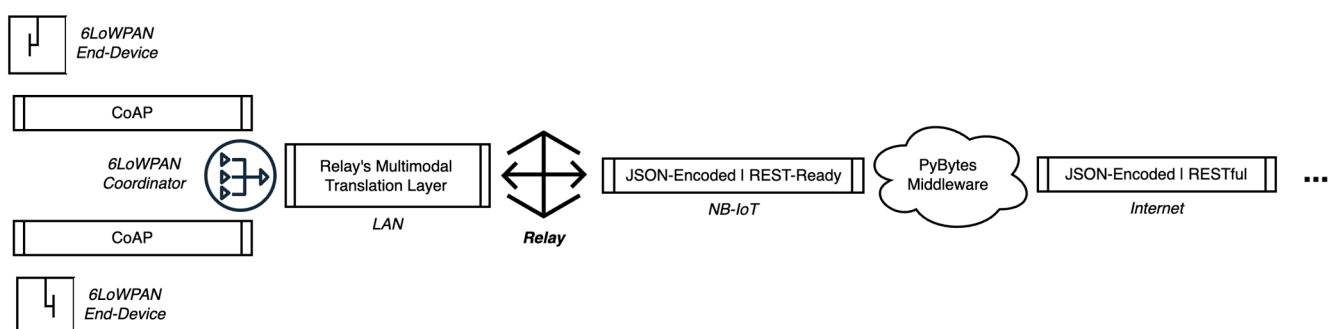 6LoWPAN
End-Device
CoAP
6LoWPAN
Coordinator
CoAP
6LoWPAN
End-Device
Relay's Multimodal
Translation Layer
LAN
Relay
JSON-Encoded | REST-Ready
NB-IoT
PyBytes
Middleware
JSON-Encoded | RESTful
Internet
...